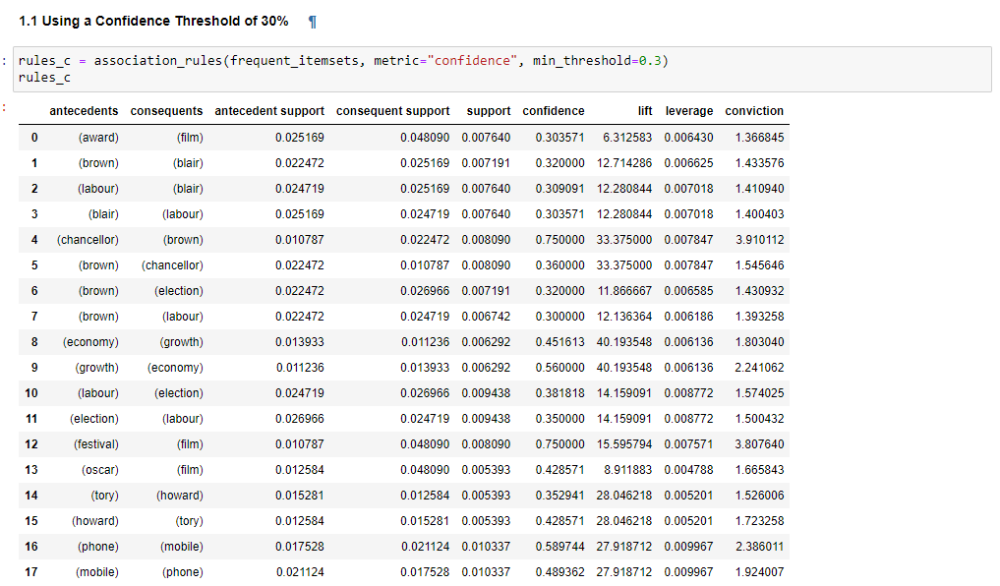 1.1 Using a Confidence Threshold of 30% ¶
: rules_c = association_rules(frequent_itemsets, metric="confidence", min_threshold=0.3)
rules_c
:
antecedents consequents antecedent support consequent support support confidence lift leverage conviction
0 (award) (film) 0.025169 0.048090 0.007640 0.303571 6.312583 0.006430 1.366845
1 (brown) (blair) 0.022472 0.025169 0.007191 0.320000 12.714286 0.006625 1.433576
2 (labour) (blair) 0.024719 0.025169 0.007640 0.309091 12.280844 0.007018 1.410940
3 (blair) (labour) 0.025169 0.024719 0.007640 0.303571 12.280844 0.007018 1.400403
4 (chancellor) (brown) 0.010787 0.022472 0.008090 0.750000 33.375000 0.007847 3.910112
5 (brown) (chancellor) 0.022472 0.010787 0.008090 0.360000 33.375000 0.007847 1.545646
6 (brown) (election) 0.022472 0.026966 0.007191 0.320000 11.866667 0.006585 1.430932
7 (brown) (labour) 0.022472 0.024719 0.006742 0.300000 12.136364 0.006186 1.393258
8 (economy) (growth) 0.013933 0.011236 0.006292 0.451613 40.193548 0.006136 1.803040
9 (growth) (economy) 0.011236 0.013933 0.006292 0.560000 40.193548 0.006136 2.241062
10 (labour) (election) 0.024719 0.026966 0.009438 0.381818 14.159091 0.008772 1.574025
11 (election) (labour) 0.026966 0.024719 0.009438 0.350000 14.159091 0.008772 1.500432
12 (festival) (film) 0.010787 0.048090 0.008090 0.750000 15.595794 0.007571 3.807640
13 (oscar) (film) 0.012584 0.048090 0.005393 0.428571 8.911883 0.004788 1.665843
14 (tory) (howard) 0.015281 0.012584 0.005393 0.352941 28.046218 0.005201 1.526006
15 (howard) (tory) 0.012584 0.015281 0.005393 0.428571 28.046218 0.005201 1.723258
16 (phone) (mobile) 0.017528 0.021124 0.010337 0.589744 27.918712 0.009967 2.386011
17 (mobile) (phone) 0.021124 0.017528 0.010337 0.489362 27.918712 0.009967 1.924007